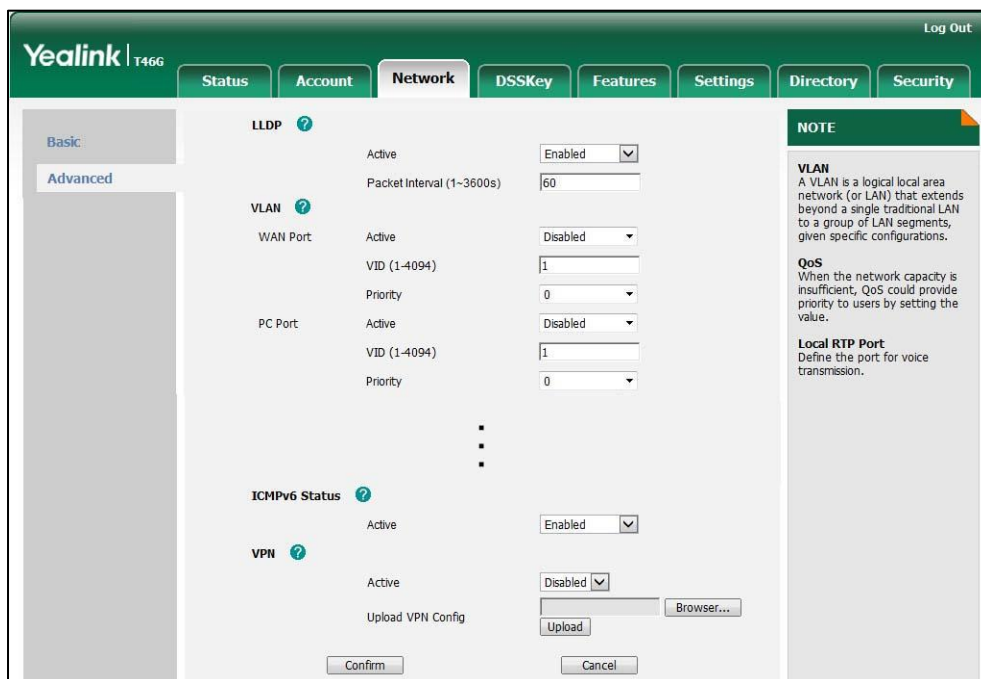 Log Out
Yealink | T46G
Status Account Network DSSKey Features Settings Directory Security
Basic
Advanced
LLDP ?
Active Enabled
Packet Interval (1~3600s) 60
VLAN ?
WAN Port Active Disabled
VID (1-4094) 1
Priority 0
PC Port Active Disabled
VID (1-4094) 1
Priority 0
ICMPv6 Status ?
Active Enabled
VPN ?
Active Disabled
Upload VPN Config Browser...
Upload
Confirm Cancel
NOTE
VLAN
A VLAN is a logical local area
network (or LAN) that extends
beyond a single traditional LAN
to a group of LAN segments,
given specific configurations.
QoS
When the network capacity is
insufficient, QoS could provide
priority to users by setting the
value.
Local RTP Port
Define the port for voice
transmission.